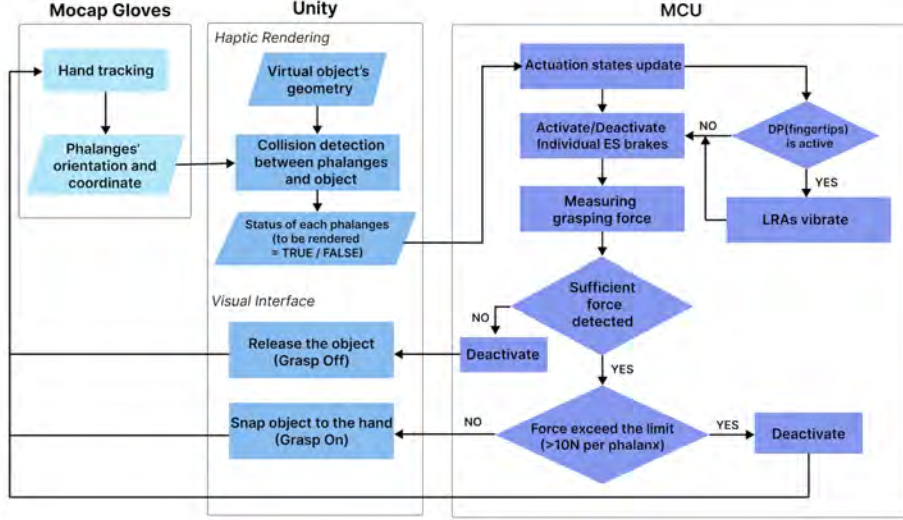 Mocap Gloves
Unity
MCU
Haptic Rendering
Hand tracking
Phalanges'
orientation and
coordinate
Virtual object's
geometry
Collision detection
between phalanges
and object
Status of each phalanges
(to be rendered
= TRUE / FALSE)
Visual Interface
Release the object
(Grasp Off)
Snap object to the hand
(Grasp On)
Actuation states update
Activate/Deactivate
Individual ES brakes
NO
DP(fingertips)
is active
YES
LRAs vibrate
Measuring
grasping force
Sufficient
force
detected
NO
Deactivate
YES
Force exceed the limit
(>10N per phalanx)
NO
YES
Deactivate